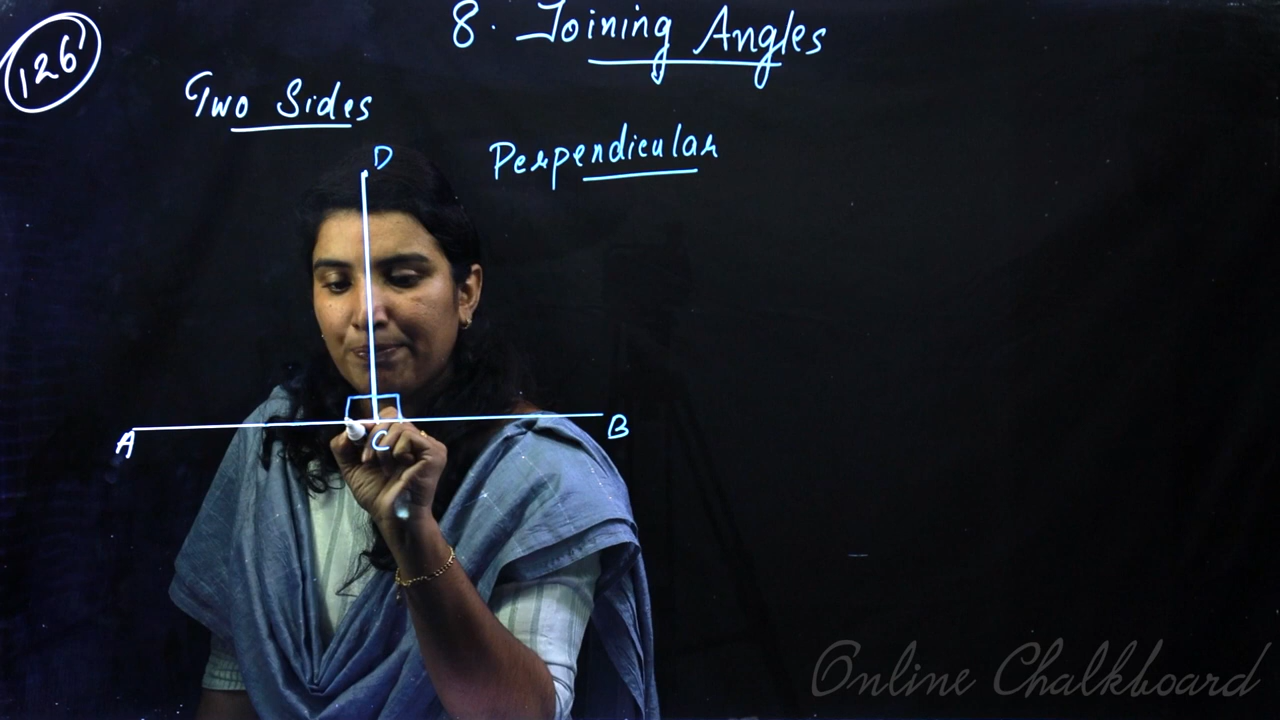 8. Joining Angles
126
Two Sides
Perpendicular
D
A
C
B
Online Chalkboard